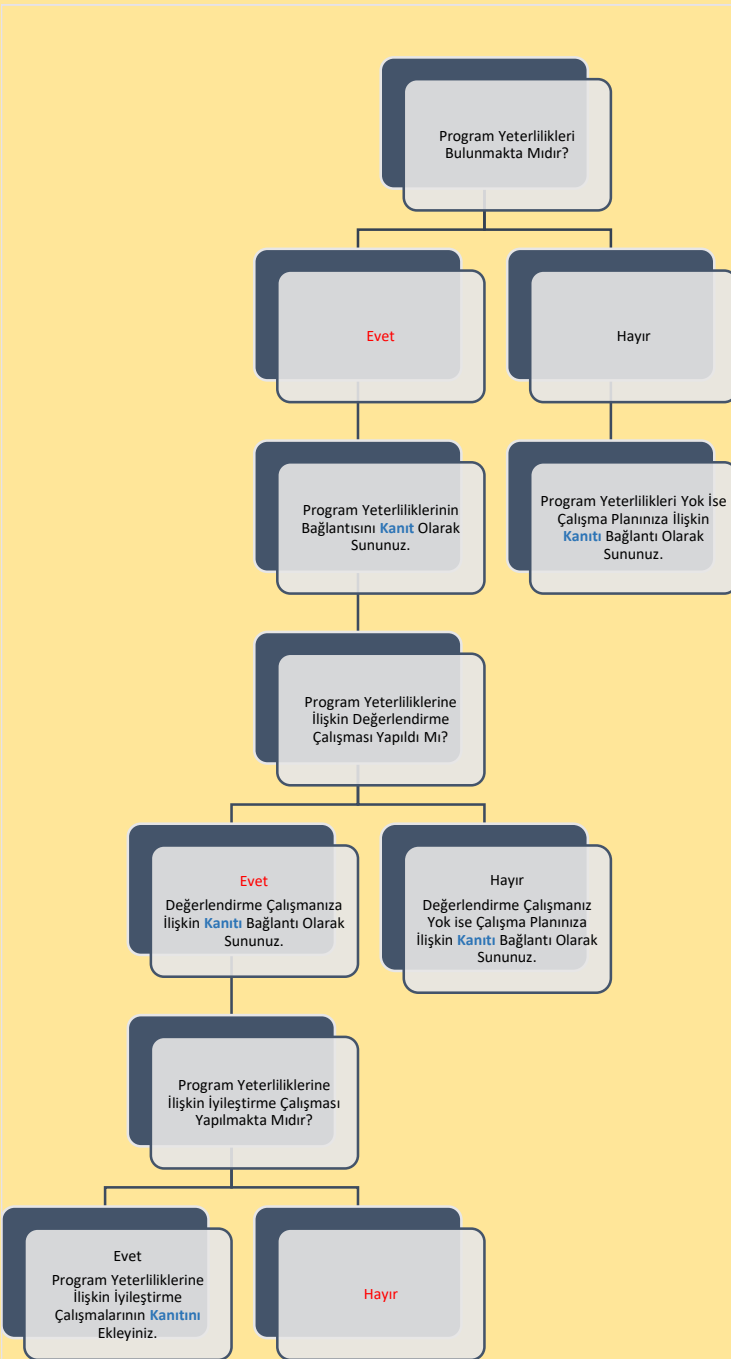 Program Yeterlilikleri
Bulunmakta Mıdır?
Evet
Hayır
Program Yeterliliklerinin
Bağlantısını Kanıt Olarak
Sununuz.
Program Yeterlilikleri Yok İse
Çalışma Planınıza İlişkin
Kanıtı Bağlantı Olarak
Sununuz.
Program Yeterliliklerine
İlişkin Değerlendirme
Çalışması Yapıldı Mı?
Evet
Değerlendirme Çalışmanıza
İlişkin Kanıtı Bağlantı Olarak
Sununuz.
Hayır
Değerlendirme Çalışmanız
Yok ise Çalışma Planınıza
İlişkin Kanıtı Bağlantı Olarak
Sununuz.
Program Yeterliliklerine
İlişkin İyileştirme Çalışması
Yapılmakta Mıdır?
Evet
Program Yeterliliklerine
İlişkin İyileştirme
Çalışmalarının Kanıtını
Ekleyiniz.
Hayır